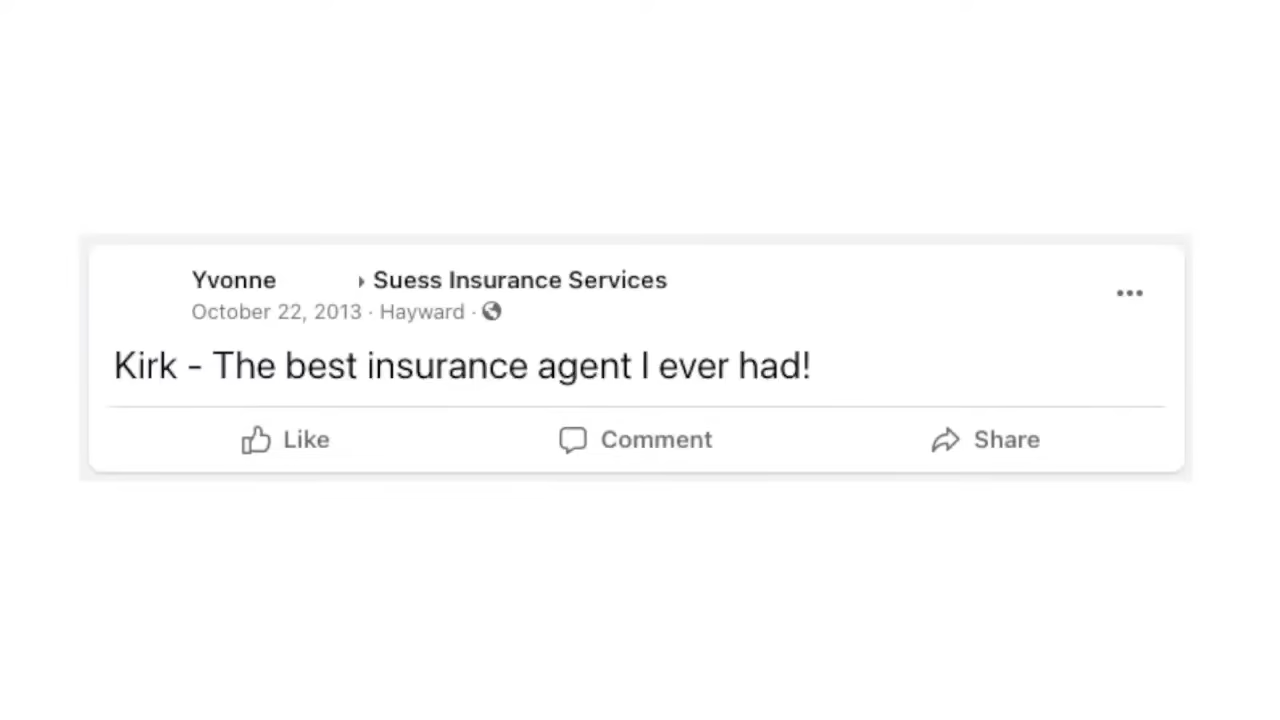 Yvonne ‣ Suess Insurance Services
October 22, 2013 · Hayward ·
Kirk - The best insurance agent I ever had!
Like Comment Share